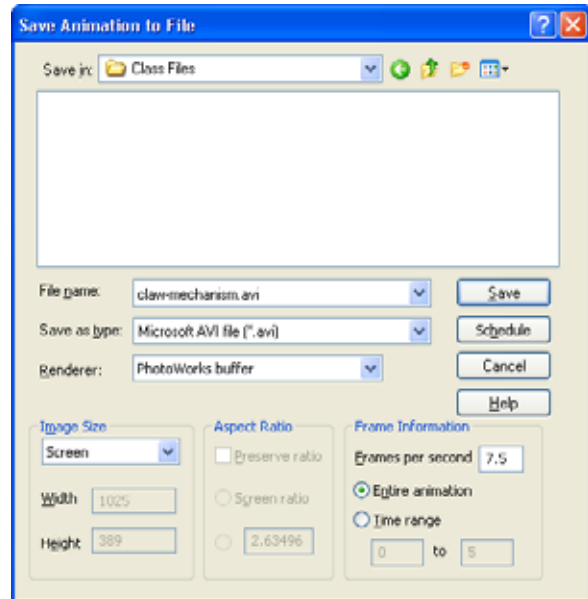 Save Animation to File
Save in: Class Files
File name: claw-mechanism.avi Save
Save as type: Microsoft AVI file (*.avi) Schedule
Renderer: PhotoWorks buffer Cancel
Help
Image Size Aspect Ratio Frame Information
Screen Preserve ratio Frames per second 7.5
Width 1025 Screen ratio Entire animation
Height 389 2.63496 Time range
0 to 5